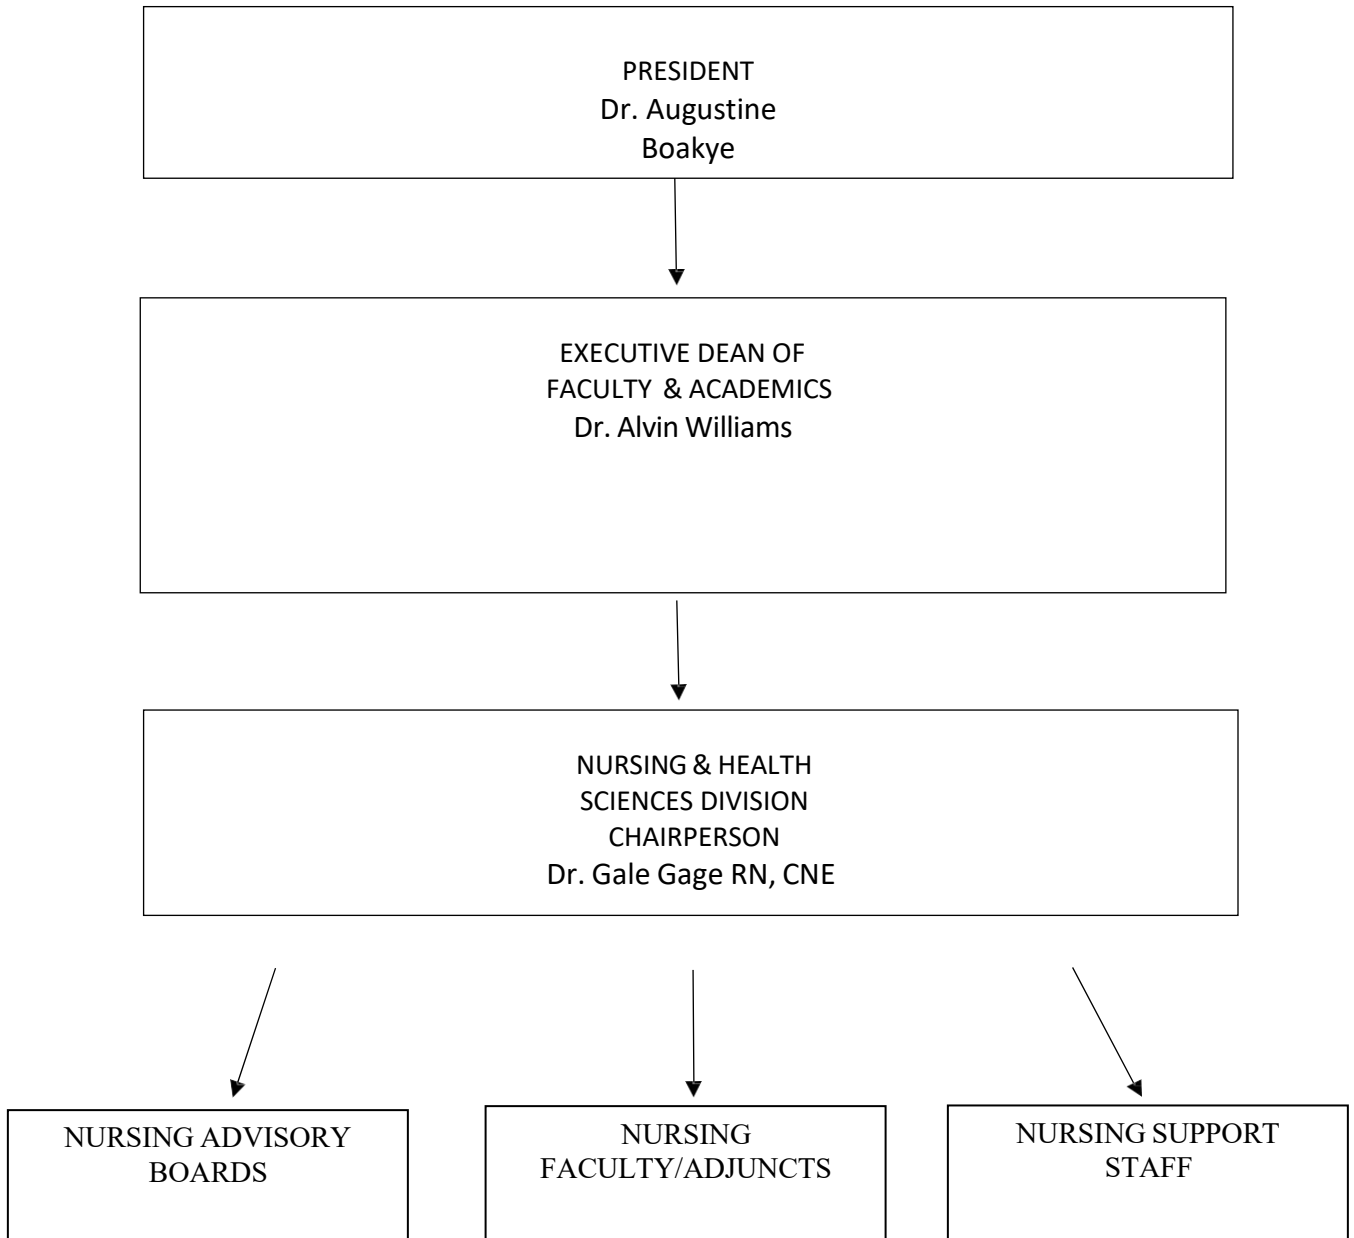 PRESIDENT
Dr. Augustine
Boakye
EXECUTIVE DEAN OF
FACULTY & ACADEMICS
Dr. Alvin Williams
NURSING & HEALTH
SCIENCES DIVISION
CHAIRPERSON
Dr. Gale Gage RN, CNE
NURSING ADVISORY
BOARDS
NURSING
FACULTY/ADJUNCTS
NURSING SUPPORT
STAFF